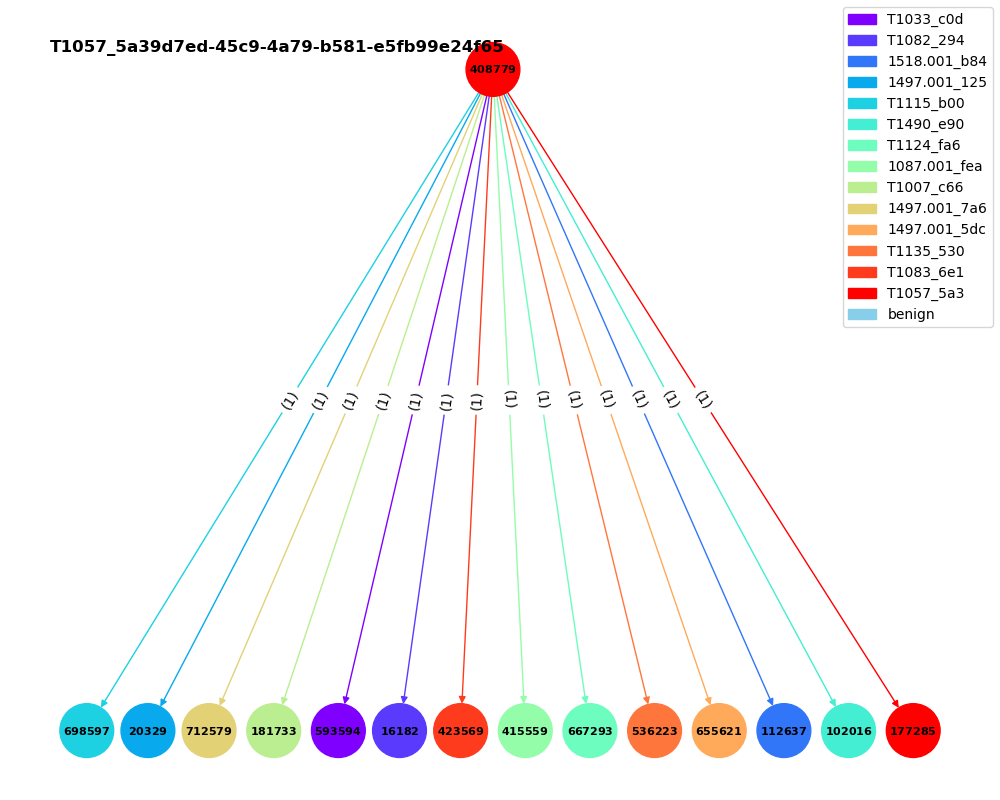 T1057_5a39d7ed-45c9-4a79-b581-e5fb99e24f65
408779
T1033_c0d
T1082_294
1518.001_b84
1497.001_125
T1115_b00
T1490_e90
T1124_fa6
1087.001_fea
T1007_c66
1497.001_7a6
1497.001_5dc
T1135_530
T1083_6e1
T1057_5a3
benign
(1) (1) (1) (1) (1) (1) (1) (1) (1) (1) (1) (1) (1) (1)
698597 20329 712579 181733 593594 16182 423569 415559 667293 536223 655621 112637 102016 177285